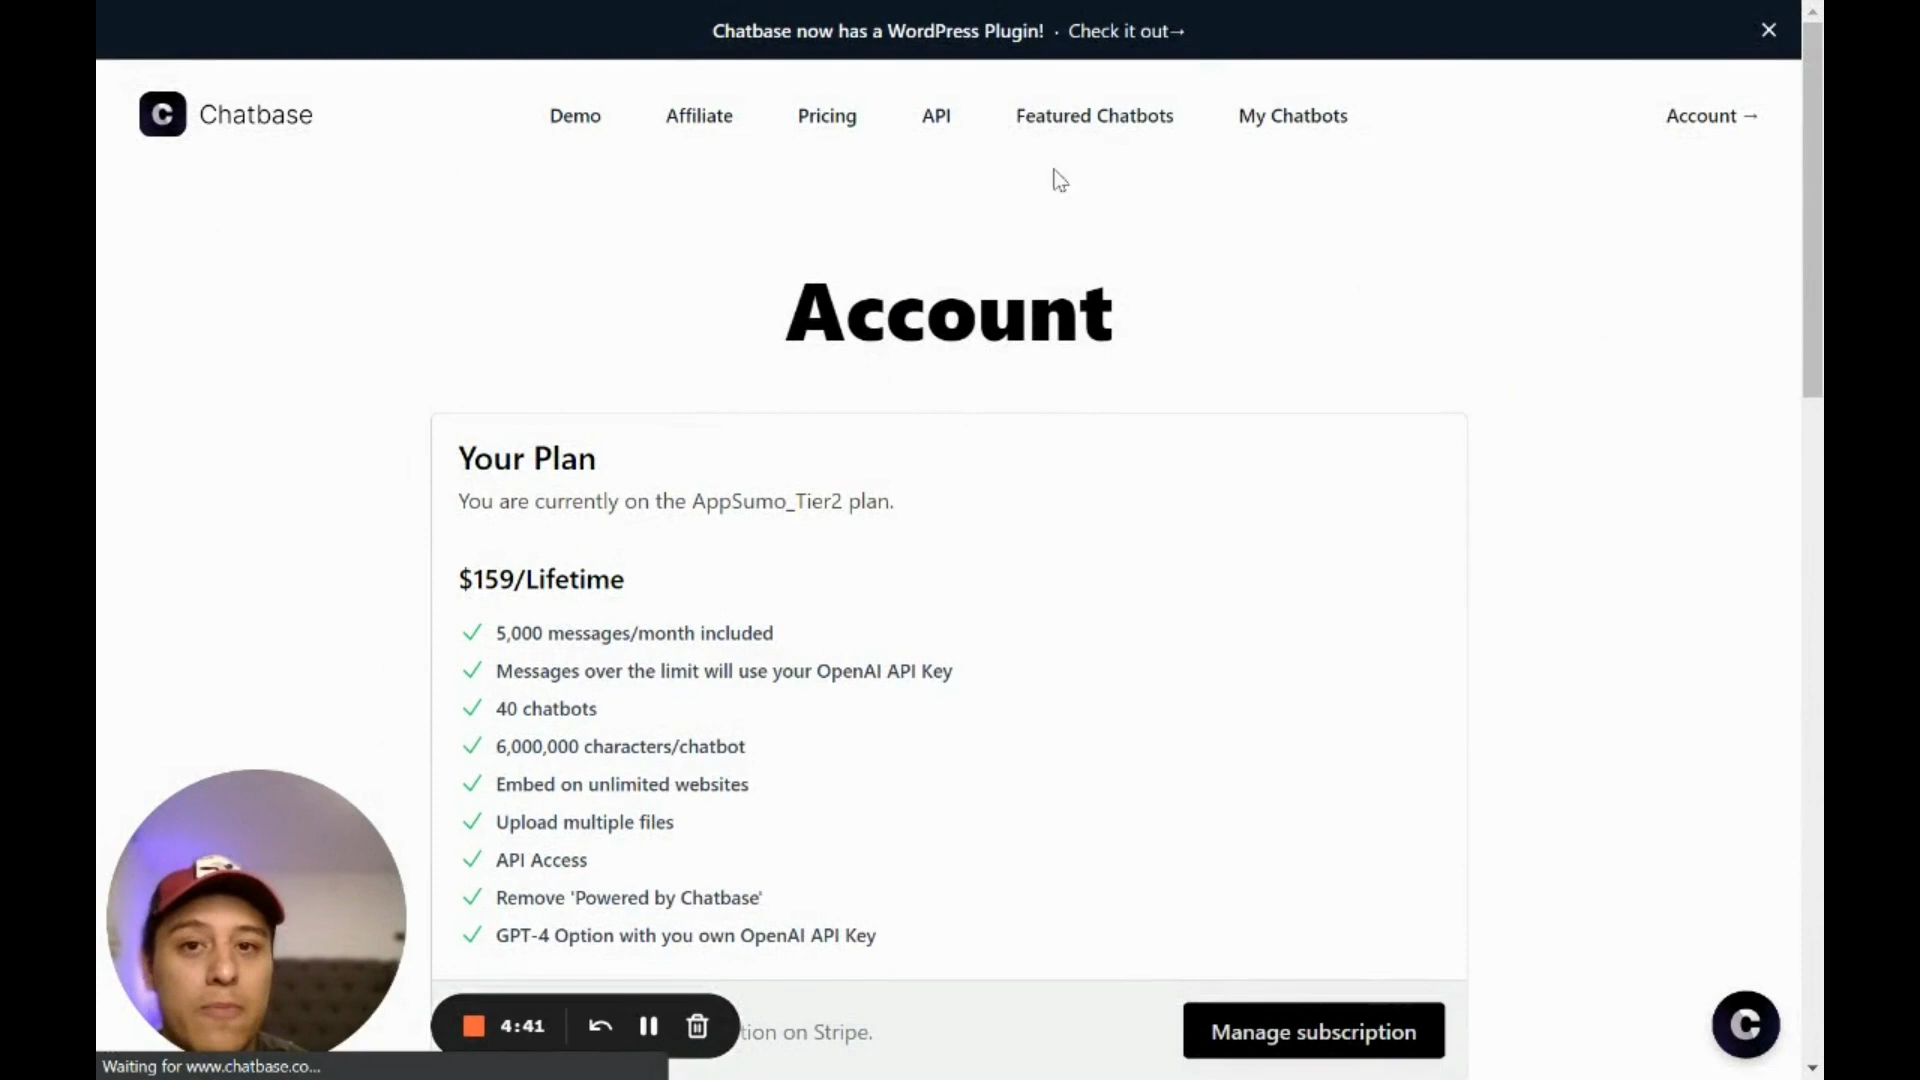 Chatbase now has a WordPress Plugin! · Check it out→
C Chatbase
Demo
Affiliate
Pricing
API
Featured Chatbots
My Chatbots
Account →
Account
Your Plan
You are currently on the AppSumo_Tier2 plan.
$159/Lifetime
5,000 messages/month included
Messages over the limit will use your OpenAI API Key
40 chatbots
6,000,000 characters/chatbot
Embed on unlimited websites
Upload multiple files
API Access
Remove 'Powered by Chatbase'
GPT-4 Option with you own OpenAI API Key
4:41
tion on Stripe.
Manage subscription
C
Waiting for www.chatbase.co...